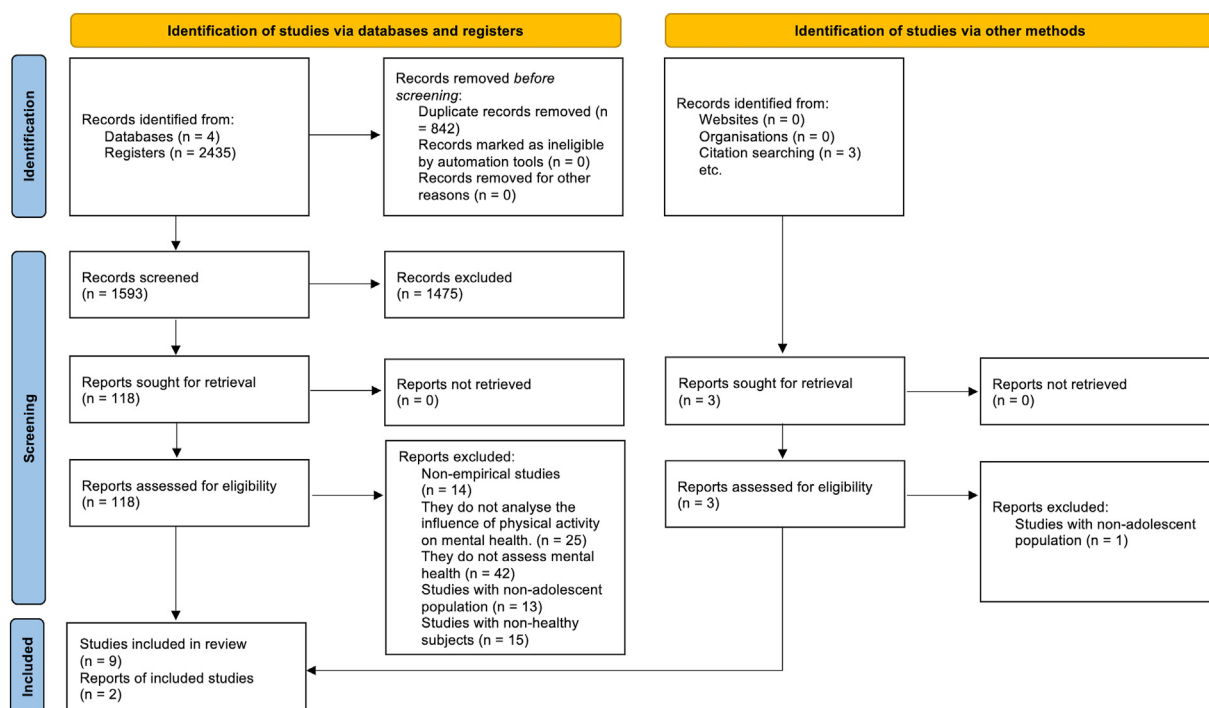 Identification of studies via databases and registers
Identification of studies via other methods
Identification
Records identified from:
Databases (n = 4)
Registers (n = 2435)
Records removed before
screening:
Duplicate records removed (n
= 842)
Records marked as ineligible
by automation tools (n = 0)
Records removed for other
reasons (n = 0)
Records identified from:
Websites (n = 0)
Organisations (n = 0)
Citation searching (n = 3)
etc.
Screening
Records screened
(n = 1593)
Records excluded
(n = 1475)
Reports sought for retrieval
(n = 118)
Reports not retrieved
(n = 0)
Reports sought for retrieval
(n = 3)
Reports not retrieved
(n = 0)
Reports assessed for eligibility
(n = 118)
Reports excluded:
Non-empirical studies
(n = 14)
They do not analyse the
influence of physical activity
on mental health. (n = 25)
They do not assess mental
health (n = 42)
Studies with non-adolescent
population (n = 13)
Studies with non-healthy
subjects (n = 15)
Reports assessed for eligibility
(n = 3)
Reports excluded:
Studies with non-adolescent
population (n = 1)
Included
Studies included in review
(n = 9)
Reports of included studies
(n = 2)